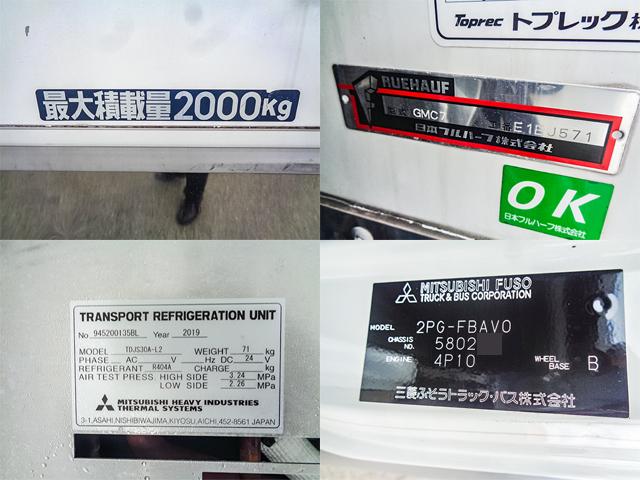 最大積載量2000Kg
Toprec トプレック株
RUEHAUF
GMC7
E1BJ571
日本フルハーフ株式会社
OK
日本フルハーフ株式会社
TRANSPORT REFRIGERATION UNIT
No 945200135BL Year 2019
MODEL TDJS30A-L2 WEIGHT 71 kg
PHASE AC V Hz DC 24 V
REFRIGERANT R404A CHARGE kg
AIR TEST PRESS. HIGH SIDE 3.24 MPa
LOW SIDE 2.26 MPa
MITSUBISHI HEAVY INDUSTRIES
THERMAL SYSTEMS
3-1,ASAHI,NISHIBIWAJIMA,KIYOSU,AICHI,452-8561 JAPAN
MITSUBISHI FUSO
TRUCK & BUS CORPORATION
MODEL 2PG-FBAV0
CHASSIS NO. 5802
ENGINE 4P10 WHEEL BASE B
三菱ふそうトラック・バス株式会社